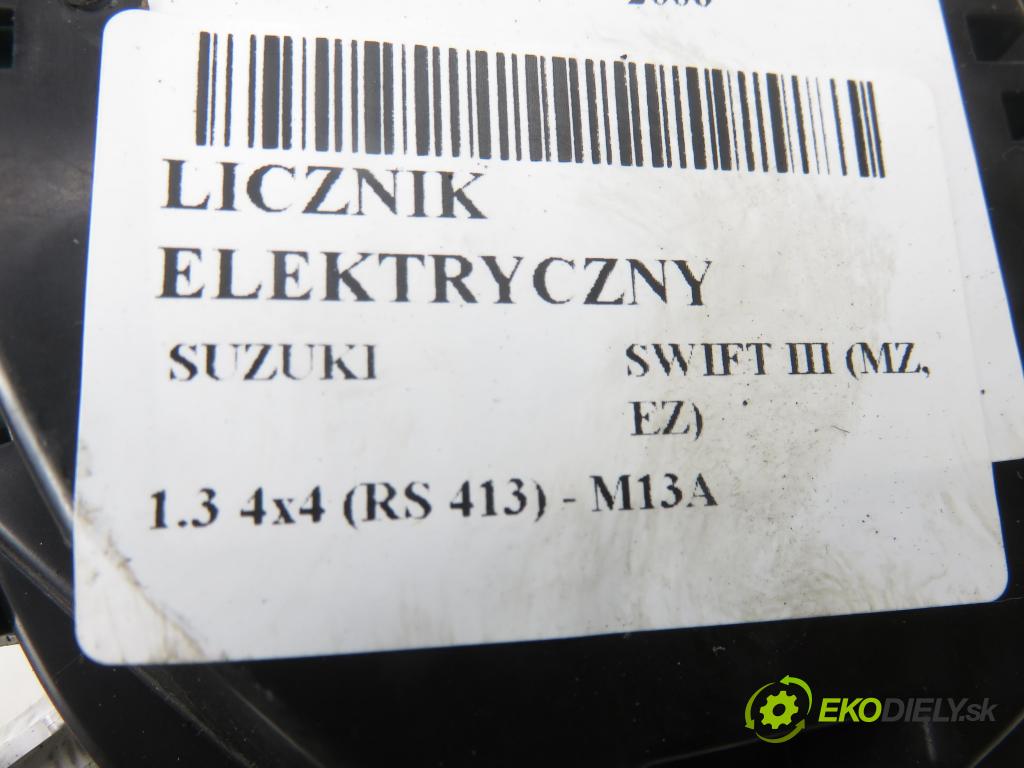 LICZNIK
ELEKTRYCZNY
SUZUKI SWIFT III (MZ,
EZ)
1.3 4x4 (RS 413) - M13A
EKODIELY.sk